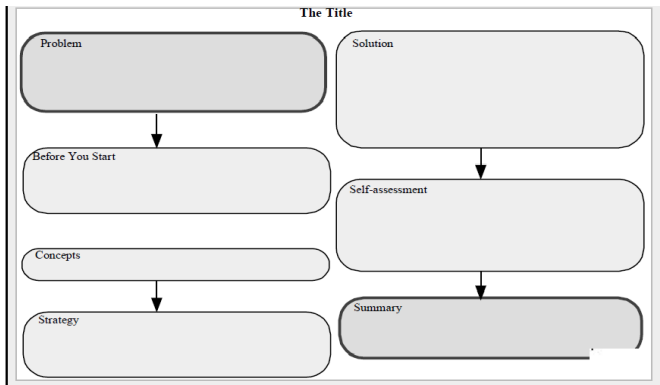 The Title
Problem
Before You Start
Concepts
Strategy
Solution
Self-assessment
Summary